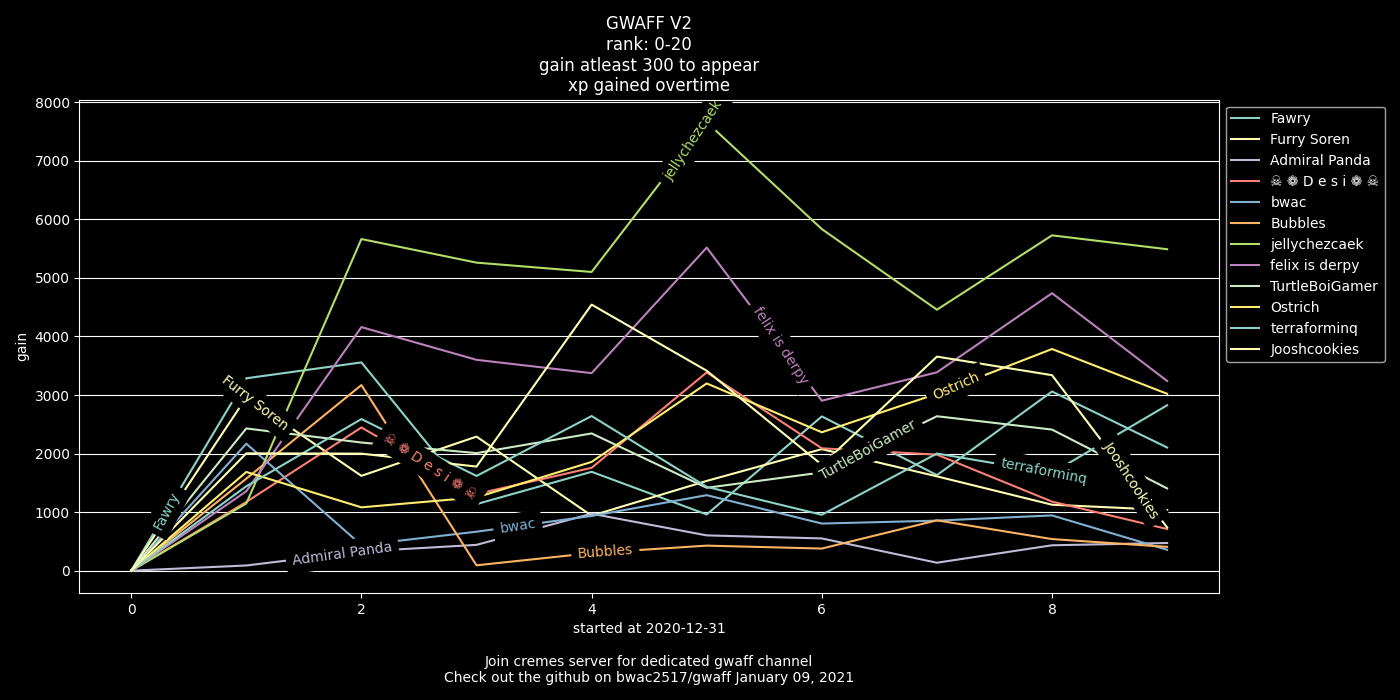 GWAFF V2
rank: 0-20
gain atleast 300 to appear
xp gained overtime
8000
7000
6000
5000
4000
3000
2000
1000
0
gain
0 2 4 6 8
started at 2020-12-31
Fawry
Furry Soren
Admiral Panda
☠ ❁ D e s i ❁ ☠
bwac
Bubbles
jellychezcaek
felix is derpy
TurtleBoiGamer
Ostrich
terraforminq
Jooshcookies
Fawry
Furry Soren
Admiral Panda
☠ ❁ D e s i ❁ ☠
bwac
Bubbles
jellychezcaek
felix is derpy
TurtleBoiGamer
Ostrich
terraforminq
Jooshcookies
Join cremes server for dedicated gwaff channel
Check out the github on bwac2517/gwaff January 09, 2021